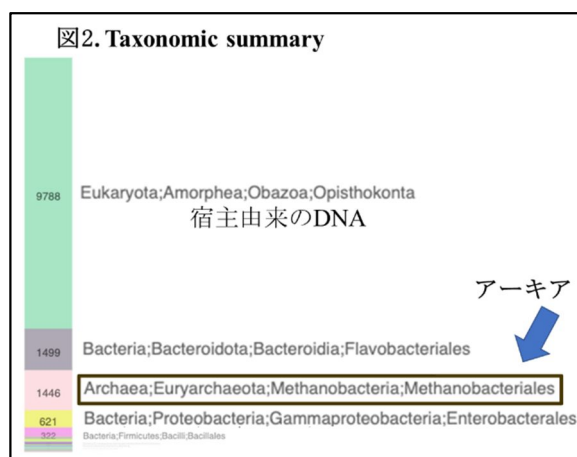 図2. Taxonomic summary
9788
Eukaryota;Amorphea;Obazoa;Opisthokonta
宿主由来のDNA
アーキア
1499
Bacteria;Bacteroidota;Bacteroidia;Flavobacteriales
1446
Archaea;Euryarchaeota;Methanobacteria;Methanobacteriales
621
Bacteria;Proteobacteria;Gammaproteobacteria;Enterobacterales
322
Bacteria;Firmicutes;Bacilli;Bacillales